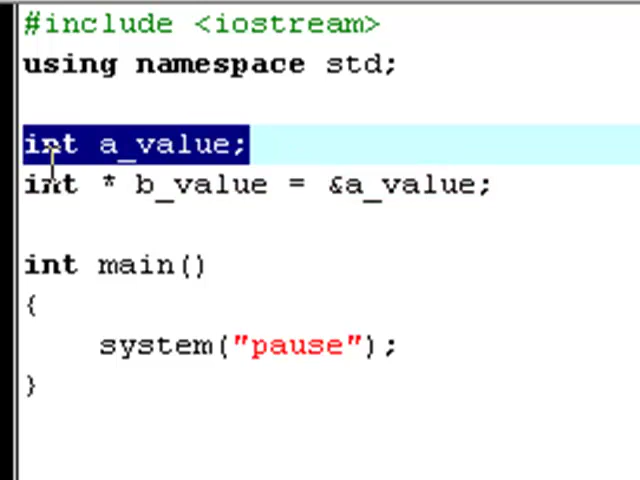 #include <iostream>
using namespace std;
int a_value;
int * b_value = &a_value;
int main()
{
system("pause");
}